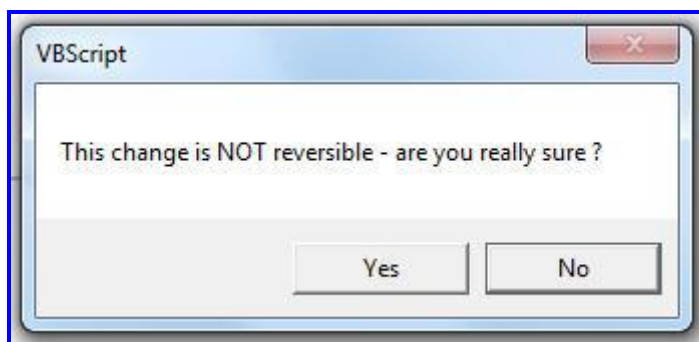 VBScript
This change is NOT reversible - are you really sure ?
Yes No